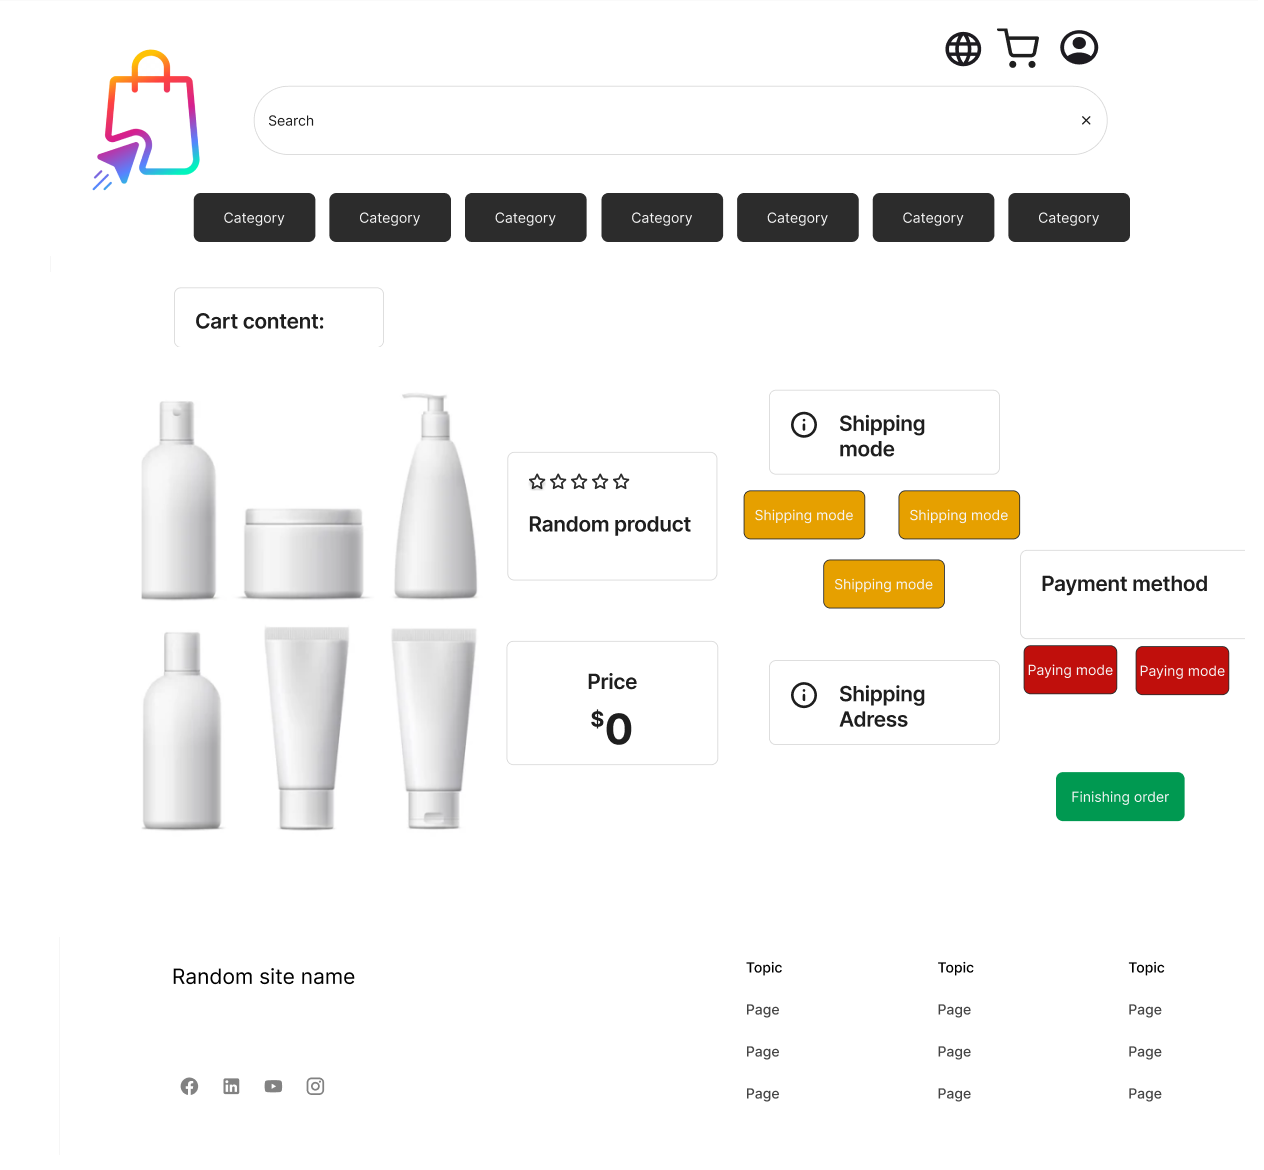 Search
Category Category Category Category Category Category Category
Cart content:
Shipping
mode
Shipping mode Shipping mode
Shipping mode
Random product
Payment method
Paying mode Paying mode
Price
$0
Shipping
Adress
Finishing order
Random site name
Topic Topic Topic
Page Page Page
Page Page Page
Page Page Page